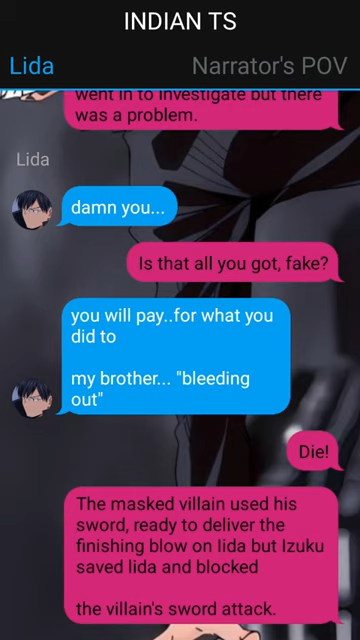 INDIAN TS
Lida
Narrator's POV
went in to investigate but there
was a problem.
Lida
damn you...
Is that all you got, fake?
you will pay..for what you
did to
my brother... "bleeding
out"
Die!
The masked villain used his
sword, ready to deliver the
finishing blow on Iida but Izuku
saved Iida and blocked
the villain's sword attack.